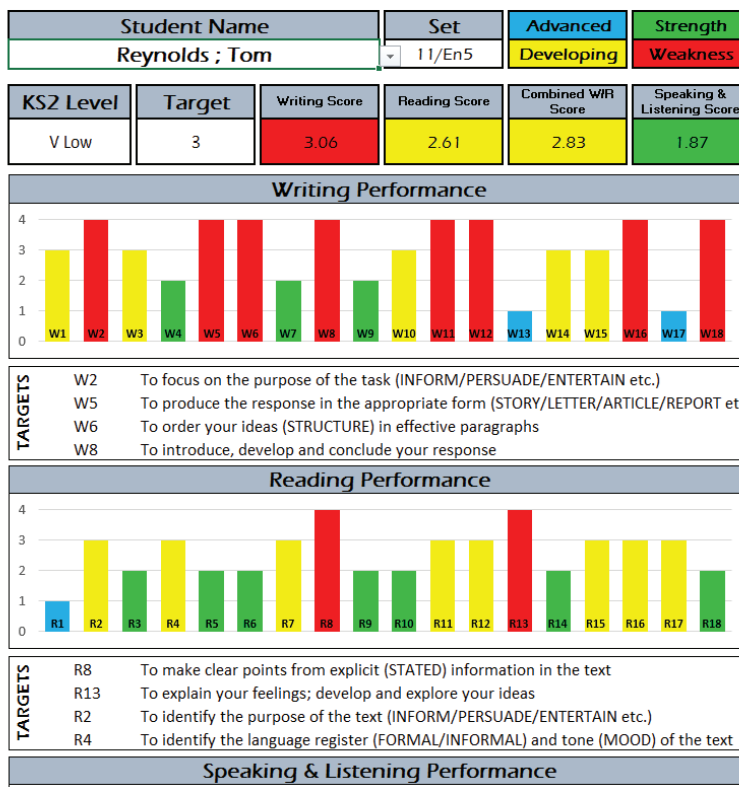 Student Name Set Advanced Strength
Reynolds ; Tom 11/En5 Developing Weakness
KS2 Level Target Writing Score Reading Score Combined W/R Score Speaking & Listening Score
V Low 3 3.06 2.61 2.83 1.87
Writing Performance
4
3
2
1
0
W1 W2 W3 W4 W5 W6 W7 W8 W9 W10 W11 W12 W13 W14 W15 W16 W17 W18
TARGETS
W2 To focus on the purpose of the task (INFORM/PERSUADE/ENTERTAIN etc.)
W5 To produce the response in the appropriate form (STORY/LETTER/ARTICLE/REPORT et
W6 To order your ideas (STRUCTURE) in effective paragraphs
W8 To introduce, develop and conclude your response
Reading Performance
4
3
2
1
0
R1 R2 R3 R4 R5 R6 R7 R8 R9 R10 R11 R12 R13 R14 R15 R16 R17 R18
TARGETS
R8 To make clear points from explicit (STATED) information in the text
R13 To explain your feelings; develop and explore your ideas
R2 To identify the purpose of the text (INFORM/PERSUADE/ENTERTAIN etc.)
R4 To identify the language register (FORMAL/INFORMAL) and tone (MOOD) of the text
Speaking & Listening Performance